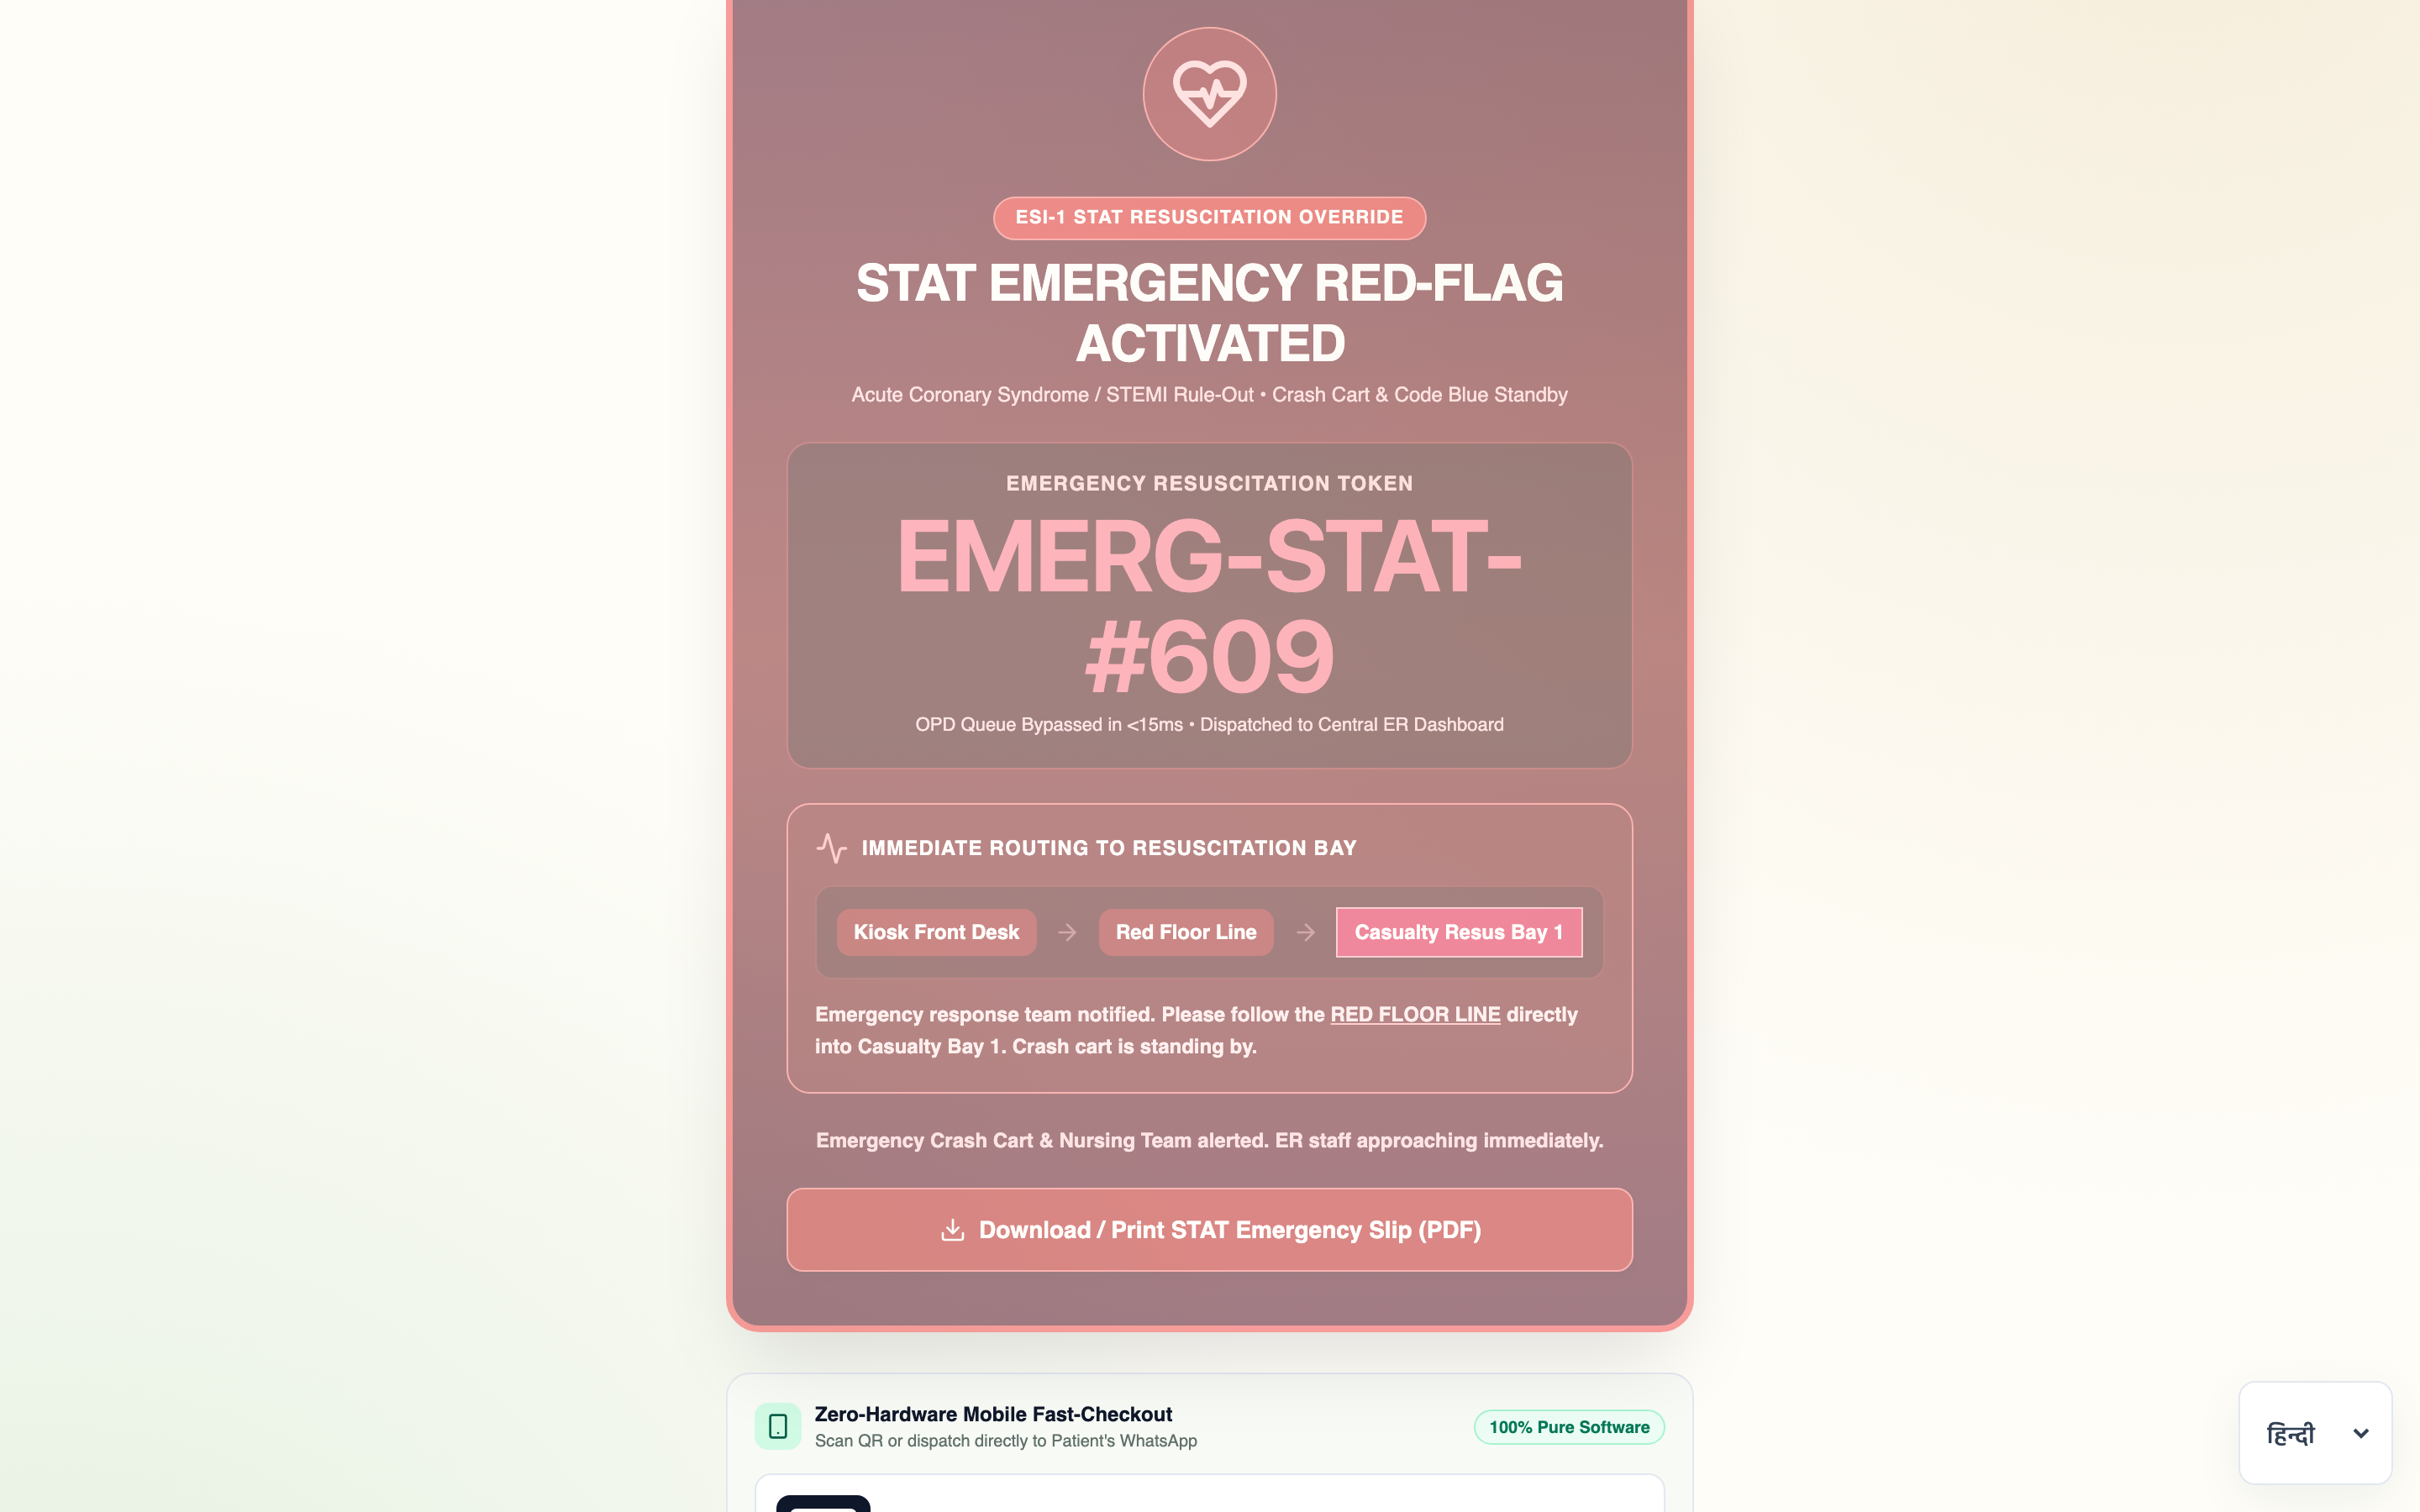 ESI-1 STAT RESUSCITATION OVERRIDE
STAT EMERGENCY RED-FLAG
ACTIVATED
Acute Coronary Syndrome / STEMI Rule-Out • Crash Cart & Code Blue Standby
EMERGENCY RESUSCITATION TOKEN
EMERG-STAT-
#609
OPD Queue Bypassed in <15ms • Dispatched to Central ER Dashboard
IMMEDIATE ROUTING TO RESUSCITATION BAY
Kiosk Front Desk → Red Floor Line → Casualty Resus Bay 1
Emergency response team notified. Please follow the RED FLOOR LINE directly
into Casualty Bay 1. Crash cart is standing by.
Emergency Crash Cart & Nursing Team alerted. ER staff approaching immediately.
Download / Print STAT Emergency Slip (PDF)
Zero-Hardware Mobile Fast-Checkout
Scan QR or dispatch directly to Patient's WhatsApp
100% Pure Software
हिन्दी